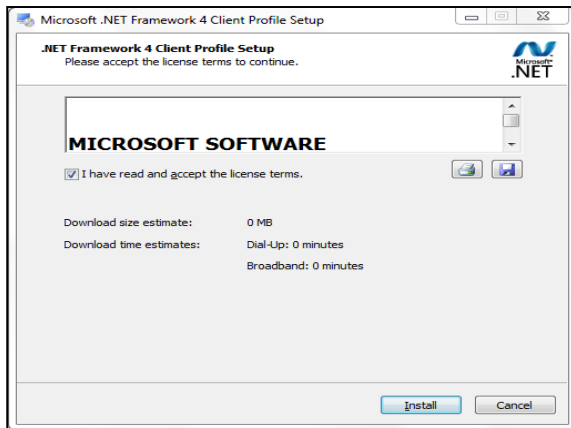 Microsoft .NET Framework 4 Client Profile Setup
.NET Framework 4 Client Profile Setup
Please accept the license terms to continue.
Microsoft®
.NET
MICROSOFT SOFTWARE
I have read and accept the license terms.
Download size estimate: 0 MB
Download time estimates: Dial-Up: 0 minutes
Broadband: 0 minutes
Install Cancel